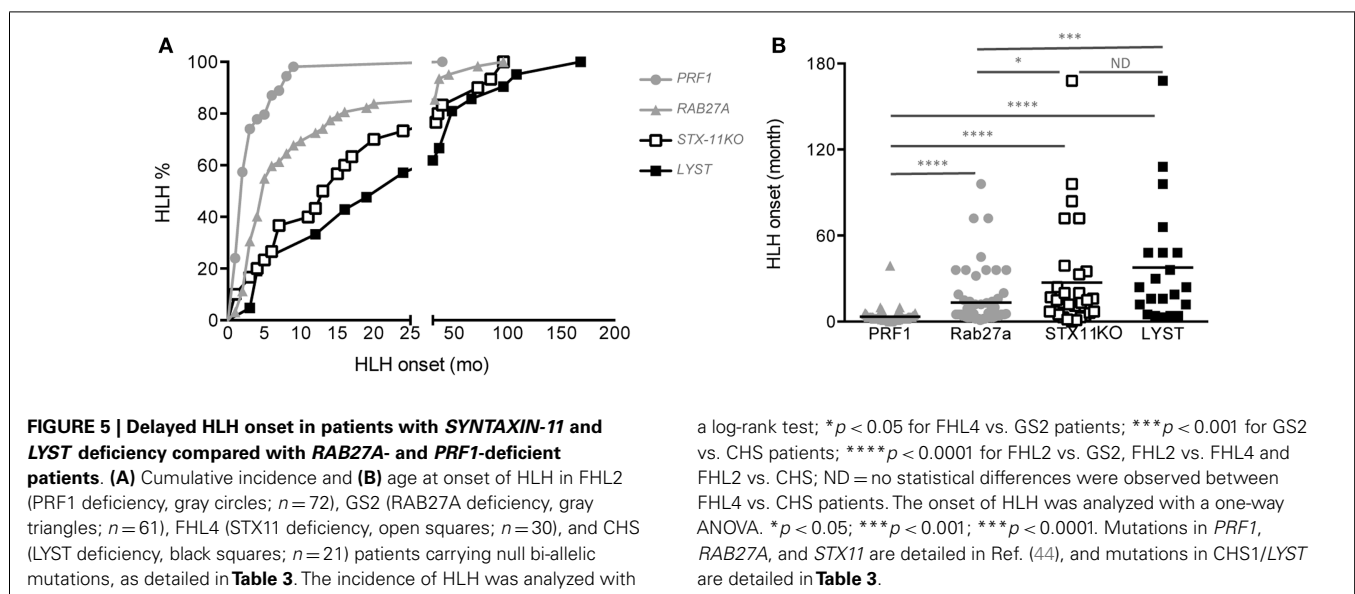 A
HLH %
100
80
60
40
20
0
0 5 10 15 20 25 50 100 150 200
HLH onset (mo)
PRF1
RAB27A
STX-11KO
LYST
B
HLH onset (month)
180
120
60
0
***
* ND
****
****
****
PRF1 Rab27a STX11KO LYST
FIGURE 5 | Delayed HLH onset in patients with SYNTAXIN-11 and
LYST deficiency compared with RAB27A- and PRF1-deficient
patients. (A) Cumulative incidence and (B) age at onset of HLH in FHL2
(PRF1 deficiency, gray circles; n = 72), GS2 (RAB27A deficiency, gray
triangles; n = 61), FHL4 (STX11 deficiency, open squares; n = 30), and CHS
(LYST deficiency, black squares; n = 21) patients carrying null bi-allelic
mutations, as detailed in Table 3. The incidence of HLH was analyzed with
a log-rank test; *p < 0.05 for FHL4 vs. GS2 patients; ***p < 0.001 for GS2
vs. CHS patients; ****p < 0.0001 for FHL2 vs. GS2, FHL2 vs. FHL4 and
FHL2 vs. CHS; ND = no statistical differences were observed between
FHL4 vs. CHS patients. The onset of HLH was analyzed with a one-way
ANOVA. *p < 0.05; ***p < 0.001; ***p < 0.0001. Mutations in PRF1,
RAB27A, and STX11 are detailed in Ref. (44), and mutations in CHS1/LYST
are detailed in Table 3.